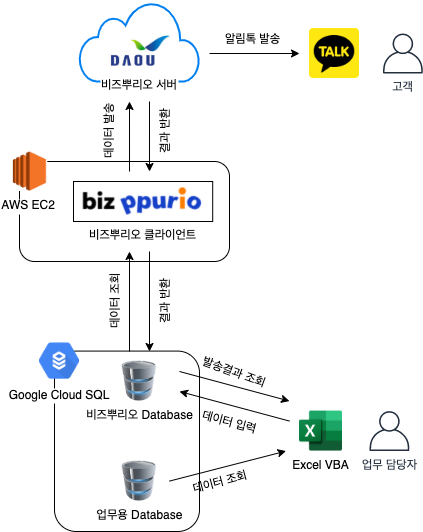 DAOU
비즈뿌리오 서버
알림톡 발송
TALK
고객
데이터 발송
결과 반환
AWS EC2
biz ppurio
비즈뿌리오 클라이언트
데이터 조회
결과 반환
Google Cloud SQL
비즈뿌리오 Database
발송결과 조회
데이터 입력
X
Excel VBA
업무 담당자
데이터 조회
업무용 Database